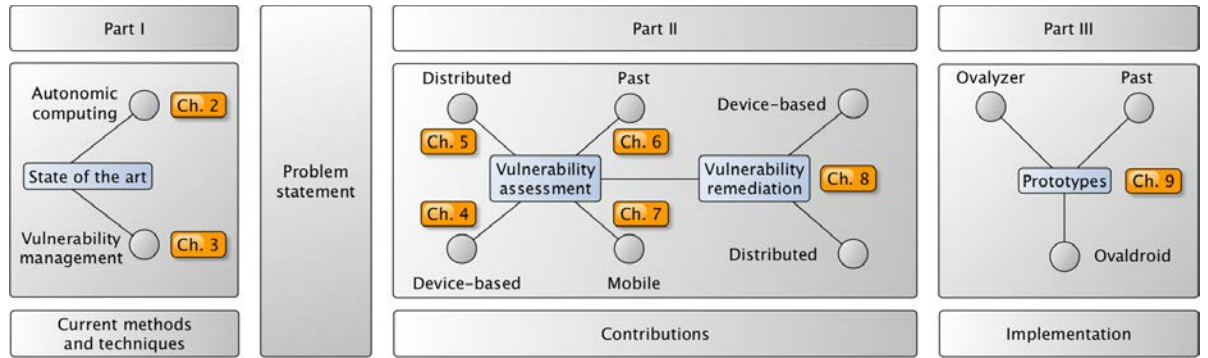 Part I
Autonomic
computing
Ch. 2
State of the art
Vulnerability
management
Ch. 3
Current methods
and techniques
Problem
statement
Part II
Distributed
Past
Device-based
Ch. 5
Ch. 6
Vulnerability
assessment
Vulnerability
remediation
Ch. 8
Ch. 4
Ch. 7
Device-based
Mobile
Distributed
Contributions
Part III
Ovalyzer
Past
Prototypes
Ch. 9
Ovaldroid
Implementation